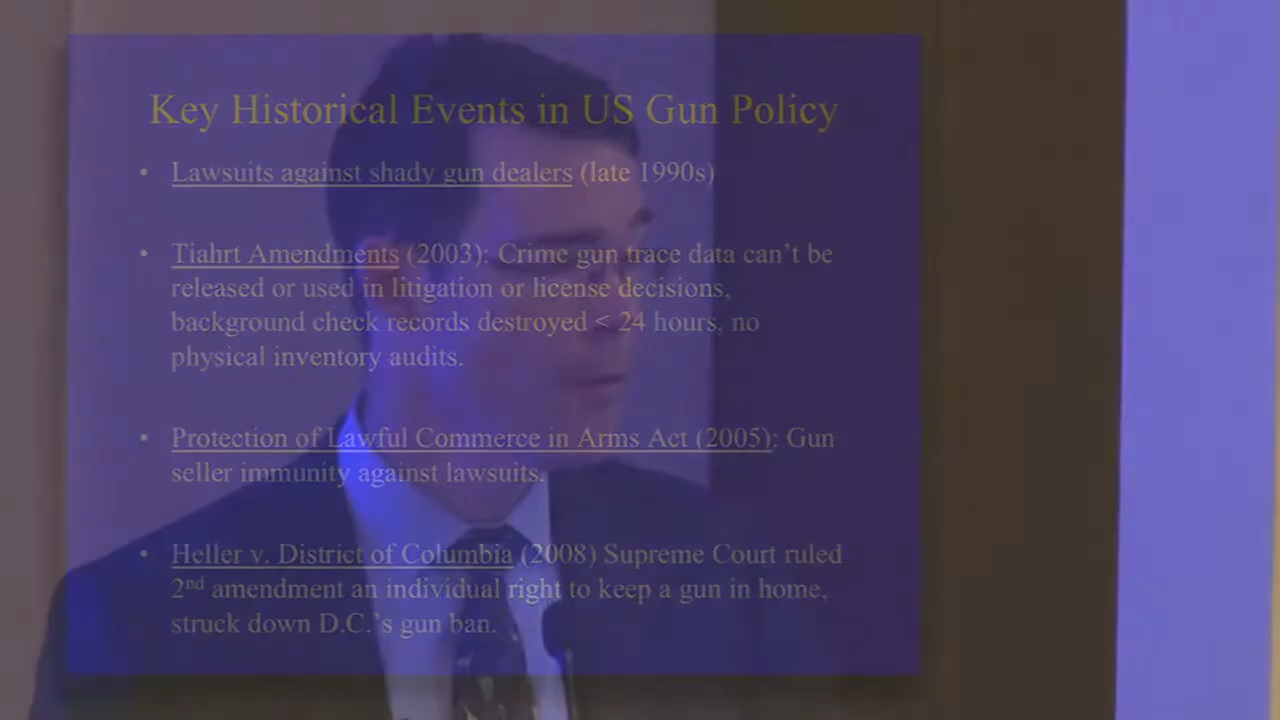 Key Historical Events in US Gun Policy
• Lawsuits against shady gun dealers (late 1990s)
• Tiahrt Amendments (2003): Crime gun trace data can't be
released or used in litigation or license decisions,
background check records destroyed < 24 hours, no
physical inventory audits.
• Protection of Lawful Commerce in Arms Act (2005): Gun
seller immunity against lawsuits.
• Heller v. District of Columbia (2008) Supreme Court ruled
2nd amendment an individual right to keep a gun in home,
struck down D.C.'s gun ban.